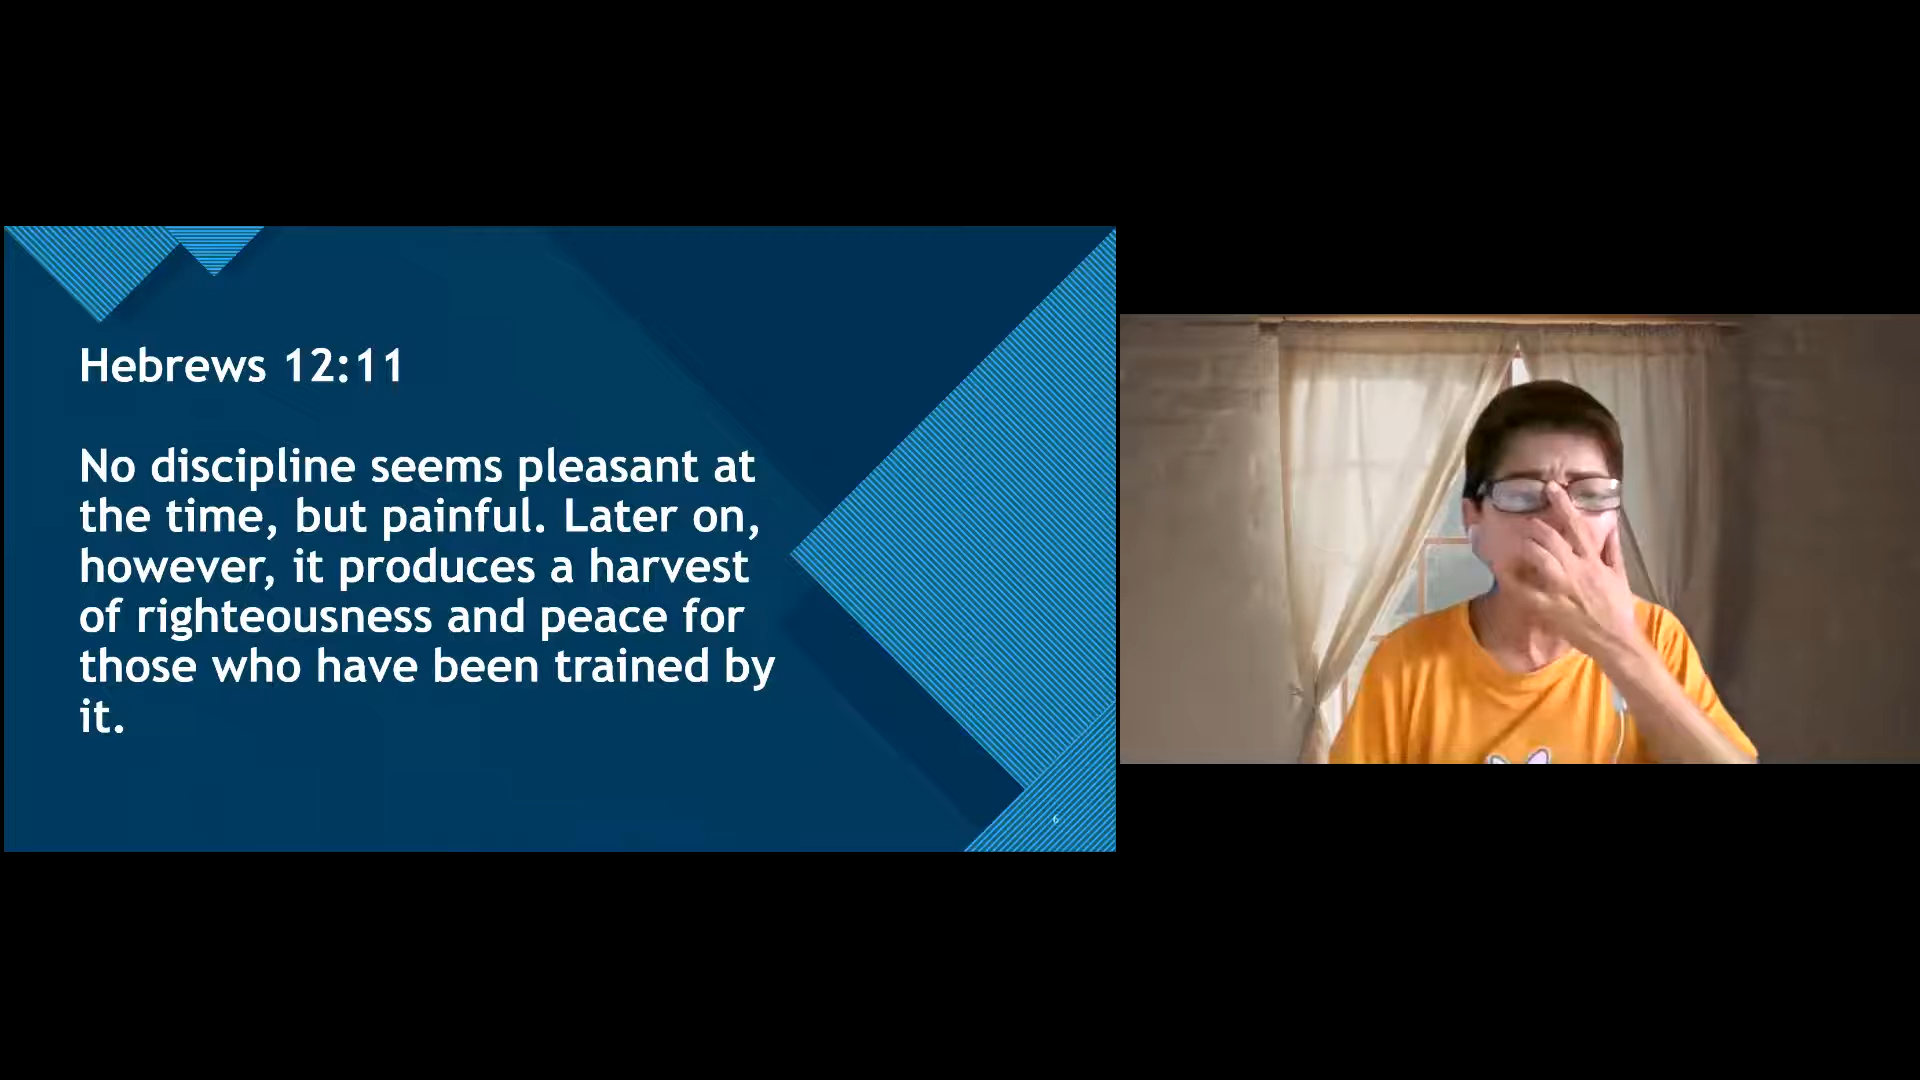 Hebrews 12:11
No discipline seems pleasant at
the time, but painful. Later on,
however, it produces a harvest
of righteousness and peace for
those who have been trained by
it.
6